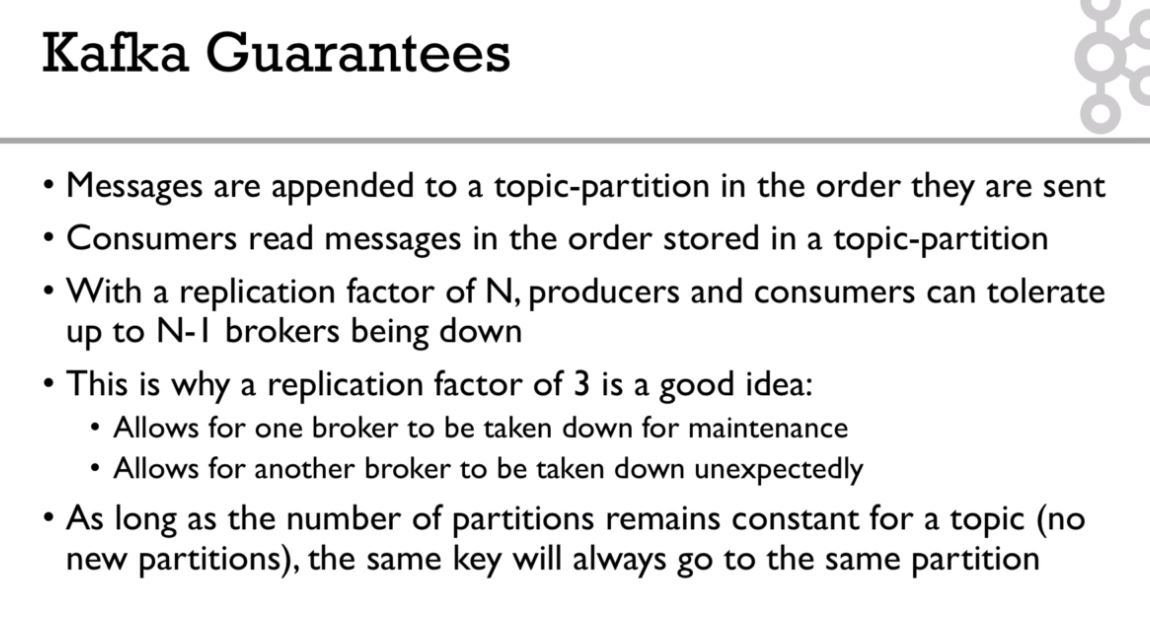 Kafka Guarantees
• Messages are appended to a topic-partition in the order they are sent
• Consumers read messages in the order stored in a topic-partition
• With a replication factor of N, producers and consumers can tolerate
up to N-1 brokers being down
• This is why a replication factor of 3 is a good idea:
• Allows for one broker to be taken down for maintenance
• Allows for another broker to be taken down unexpectedly
• As long as the number of partitions remains constant for a topic (no
new partitions), the same key will always go to the same partition